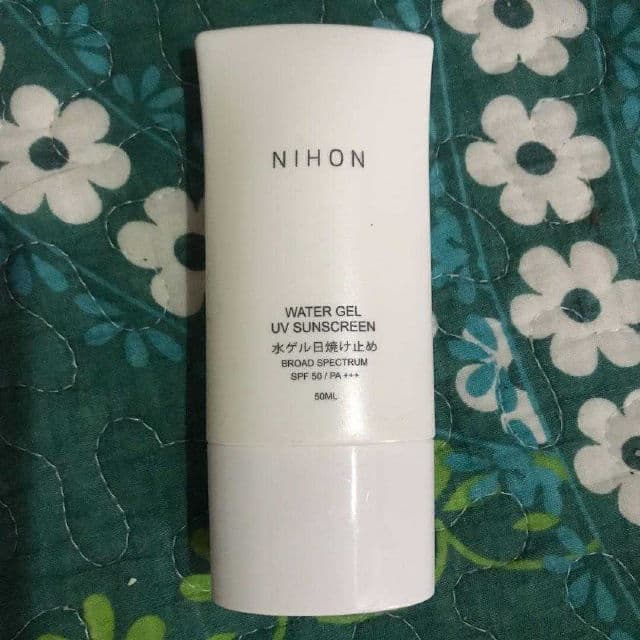 NIHON
WATER GEL
UV SUNSCREEN
水ゲル日焼け止め
BROAD SPECTRUM
SPF 50 / PA +++
50ML